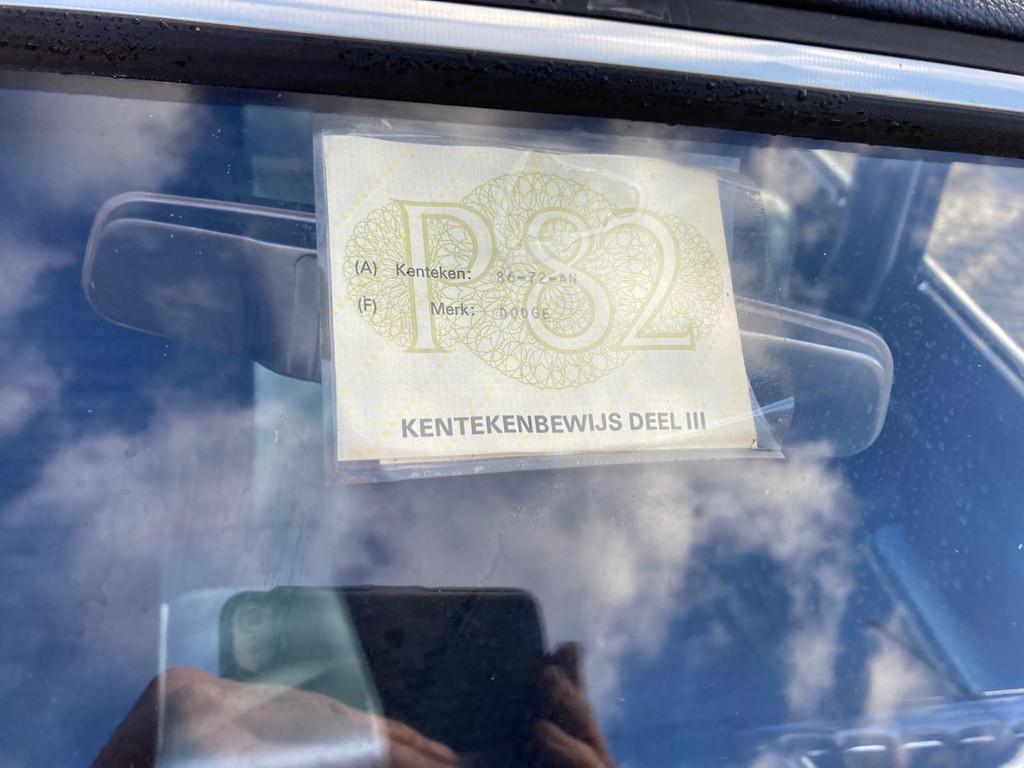 P82
(A) Kenteken: 86-72-AN
(F) Merk: DODGE
KENTEKENBEWIJS DEEL III